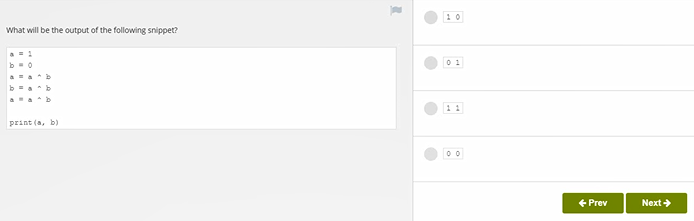 What will be the output of the following snippet?
a = 1
b = 0
a = a ^ b
b = a ^ b
a = a ^ b
print(a, b)
1 0
0 1
1 1
0 0
Prev
Next